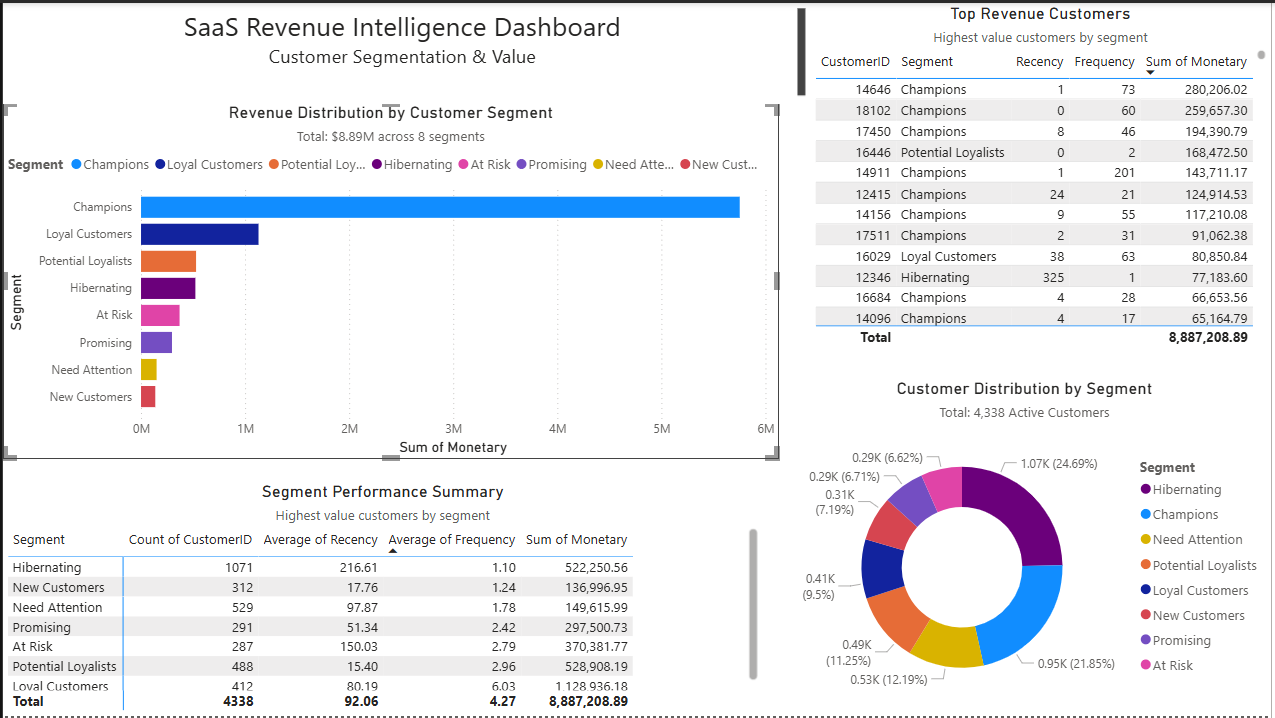 SaaS Revenue Intelligence Dashboard
Customer Segmentation & Value
Revenue Distribution by Customer Segment
Total: $8.89M across 8 segments
Segment Champions Loyal Customers Potential Loy... Hibernating At Risk Promising Need Atte... New Cust...
Segment
Champions
Loyal Customers
Potential Loyalists
Hibernating
At Risk
Promising
Need Attention
New Customers
0M 1M 2M 3M 4M 5M 6M
Sum of Monetary
Segment Performance Summary
Highest value customers by segment
Segment Count of CustomerID Average of Recency Average of Frequency Sum of Monetary
Hibernating 1071 216.61 1.10 522,250.56
New Customers 312 17.76 1.24 136,996.95
Need Attention 529 97.87 1.78 149,615.99
Promising 291 51.34 2.42 297,500.73
At Risk 287 150.03 2.79 370,381.77
Potential Loyalists 488 15.40 2.96 528,908.19
Loyal Customers 412 80.19 6.03 1,128,936.18
Total 4338 92.06 4.27 8,887,208.89
Top Revenue Customers
Highest value customers by segment
CustomerID Segment Recency Frequency Sum of Monetary
14646 Champions 1 73 280,206.02
18102 Champions 0 60 259,657.30
17450 Champions 8 46 194,390.79
16446 Potential Loyalists 0 2 168,472.50
14911 Champions 1 201 143,711.17
12415 Champions 24 21 124,914.53
14156 Champions 9 55 117,210.08
17511 Champions 2 31 91,062.38
16029 Loyal Customers 38 63 80,850.84
12346 Hibernating 325 1 77,183.60
16684 Champions 4 28 66,653.56
14096 Champions 4 17 65,164.79
Total 8,887,208.89
Customer Distribution by Segment
Total: 4,338 Active Customers
1.07K (24.69%)
0.95K (21.85%)
0.53K (12.19%)
0.49K
(11.25%)
0.41K
(9.5%)
0.31K
(7.19%)
0.29K (6.71%)
0.29K (6.62%)
Segment
Hibernating
Champions
Need Attention
Potential Loyalists
Loyal Customers
New Customers
Promising
At Risk